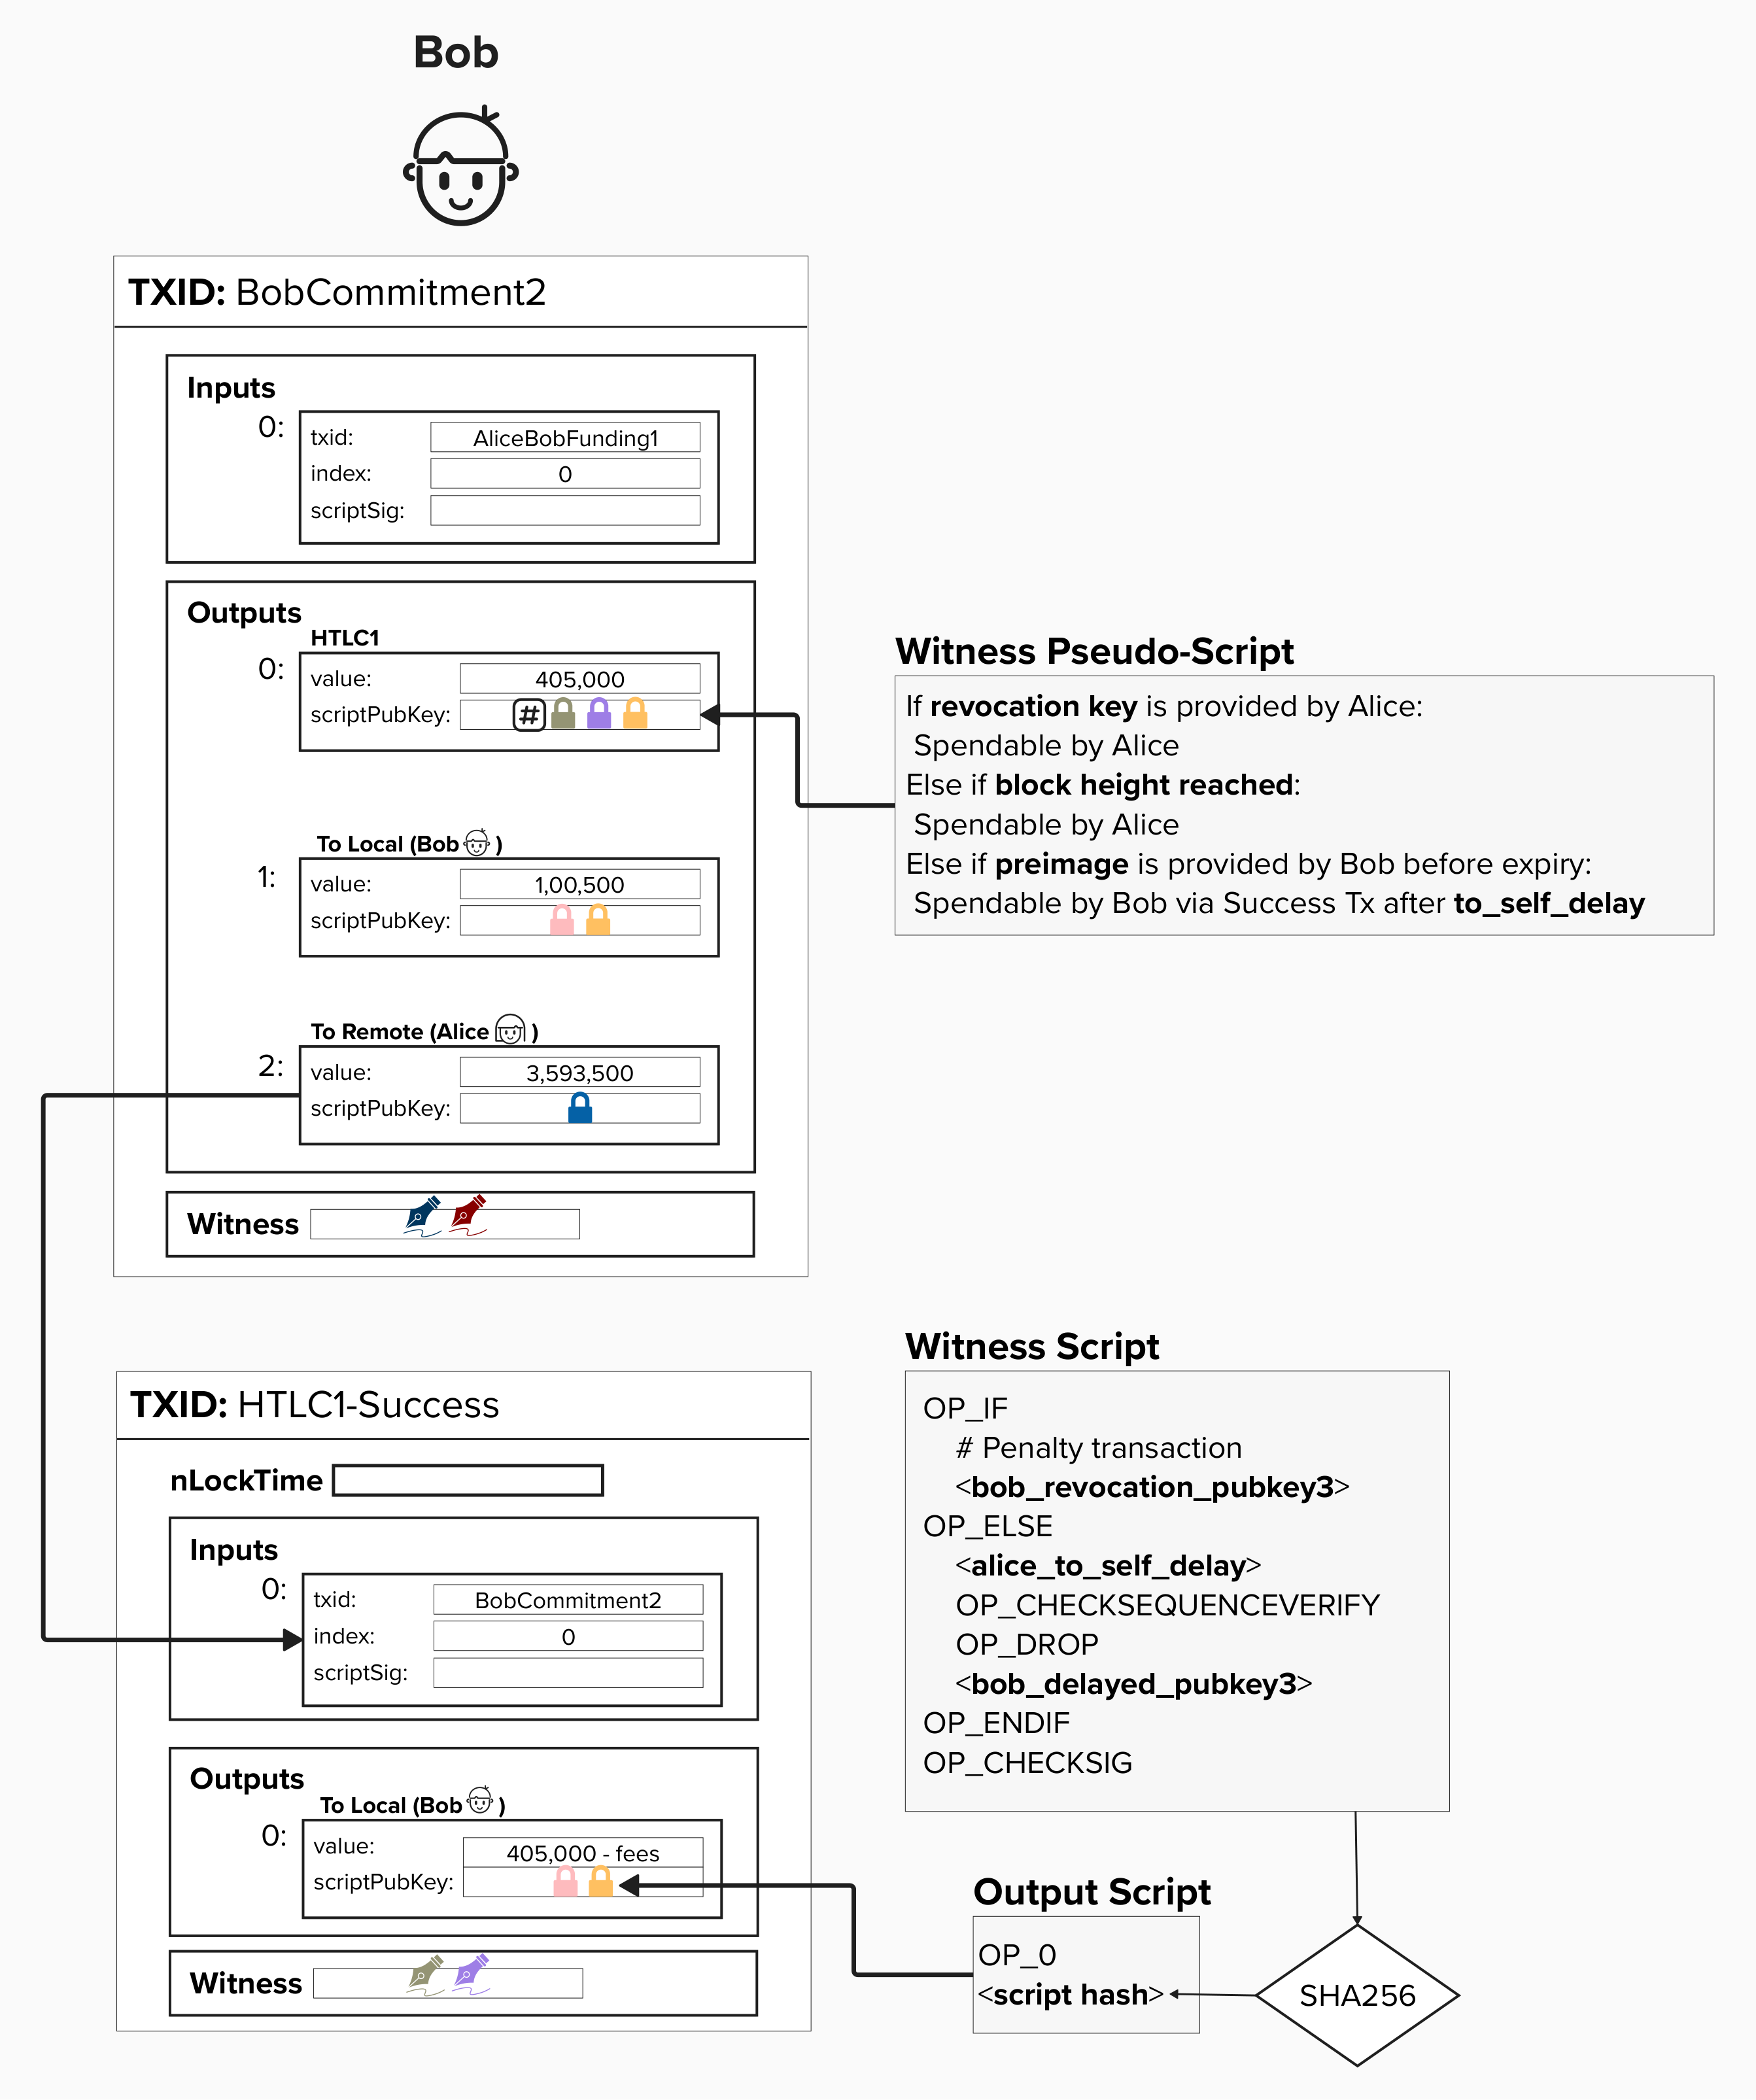 Bob
TXID: BobCommitment2
Inputs
0:
txid: AliceBobFunding1
index: 0
scriptSig:
Outputs
HTLC1
0:
value: 405,000
scriptPubKey: #
To Local (Bob )
1:
value: 1,00,500
scriptPubKey:
To Remote (Alice )
2:
value: 3,593,500
scriptPubKey:
Witness
Witness Pseudo-Script
If revocation key is provided by Alice:
Spendable by Alice
Else if block height reached:
Spendable by Alice
Else if preimage is provided by Bob before expiry:
Spendable by Bob via Success Tx after to_self_delay
TXID: HTLC1-Success
nLockTime
Inputs
0:
txid: BobCommitment2
index: 0
scriptSig:
Outputs
To Local (Bob )
0:
value: 405,000 - fees
scriptPubKey:
Witness
Witness Script
OP_IF
# Penalty transaction
<bob_revocation_pubkey3>
OP_ELSE
<alice_to_self_delay>
OP_CHECKSEQUENCEVERIFY
OP_DROP
<bob_delayed_pubkey3>
OP_ENDIF
OP_CHECKSIG
Output Script
OP_0
<script hash>
SHA256